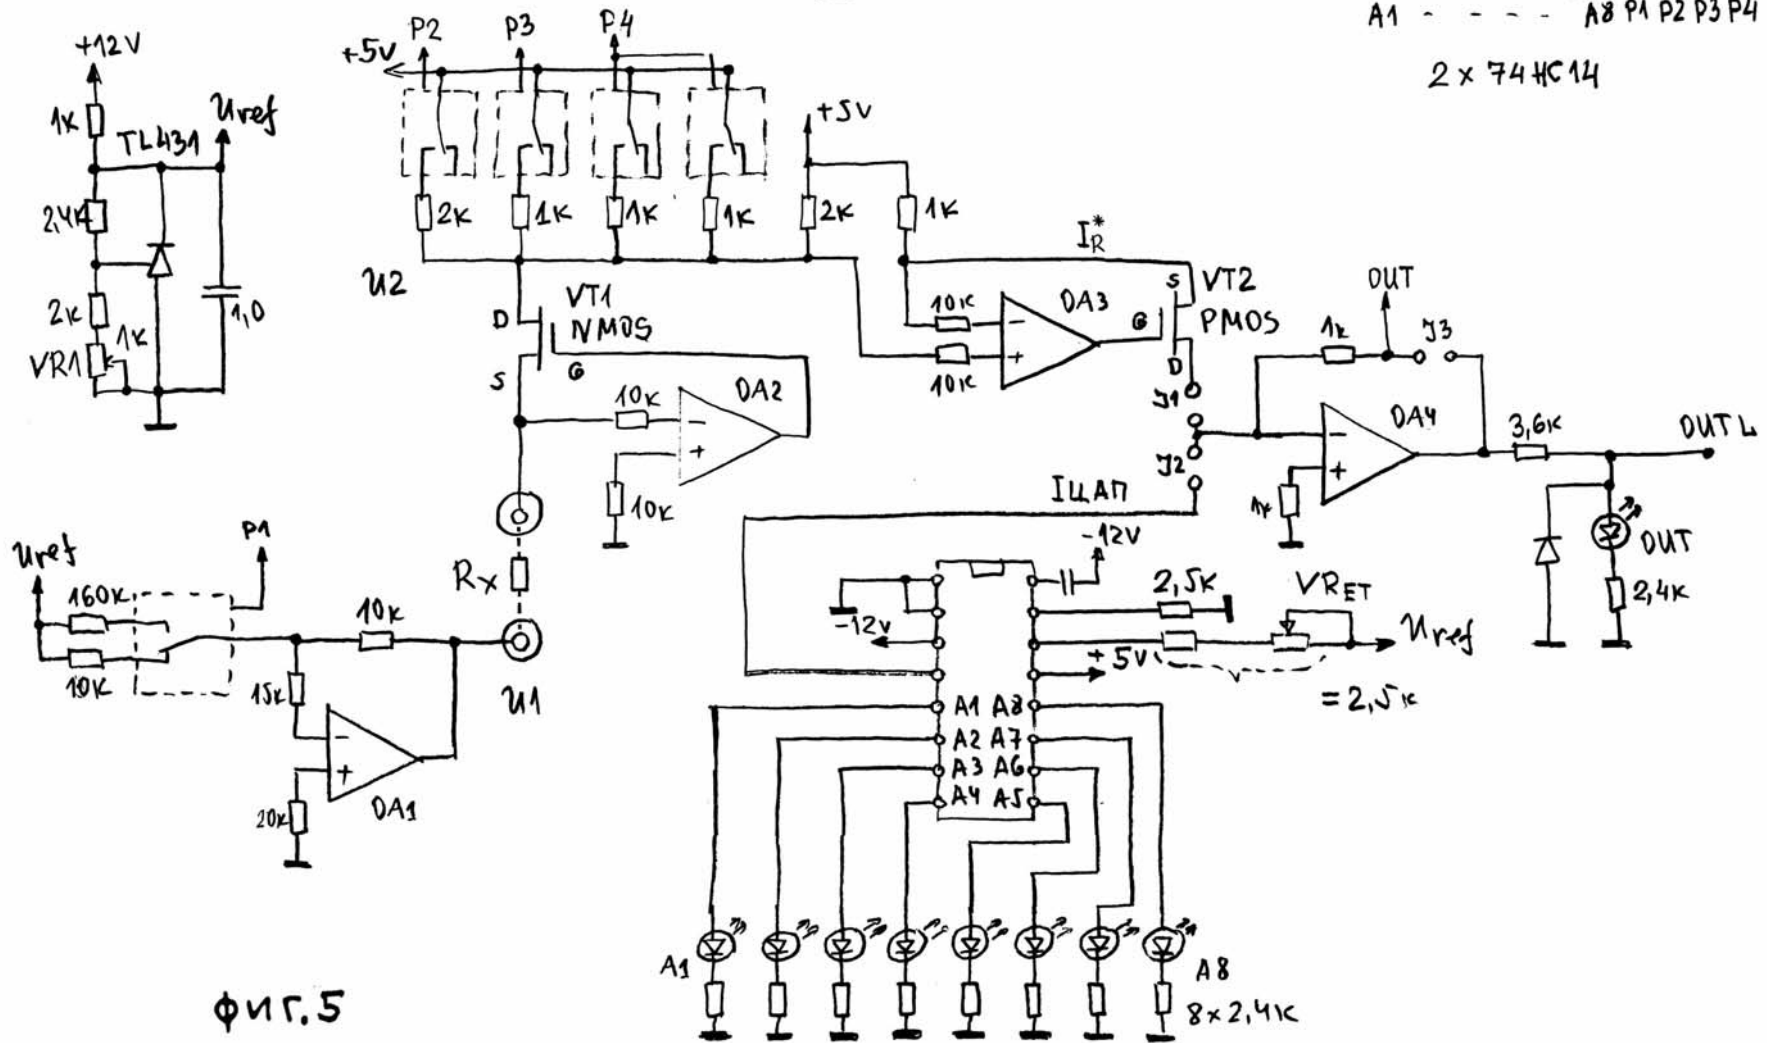 A1 - - - - A8 P1 P2 P3 P4
2 x 74HC14
+12V
1K
TL431
Uref
2,4K
2K
1K
VR1
1,0
+5V
P2
P3
P4
2K
1K
1K
1K
+5V
2K
1K
I*R
U2
VT1
NMOS
D
S
G
10K
DA2
-
+
10K
10K
10K
-
+
DA3
G
S
D
VT2
PMOS
J1
J2
IЦАП
1K
OUT
J3
DA4
-
+
1K
3,6K
OUTL
OUT
2,4K
Rx
U1
Uref
160K
10K
P1
10K
15K
-
+
20K
DA1
-12V
-12V
2,5K
VRET
Uref
+5V
= 2,5K
A1 A8
A2 A7
A3 A6
A4 A5
A1
A8
8 x 2,4K
ФИГ.5